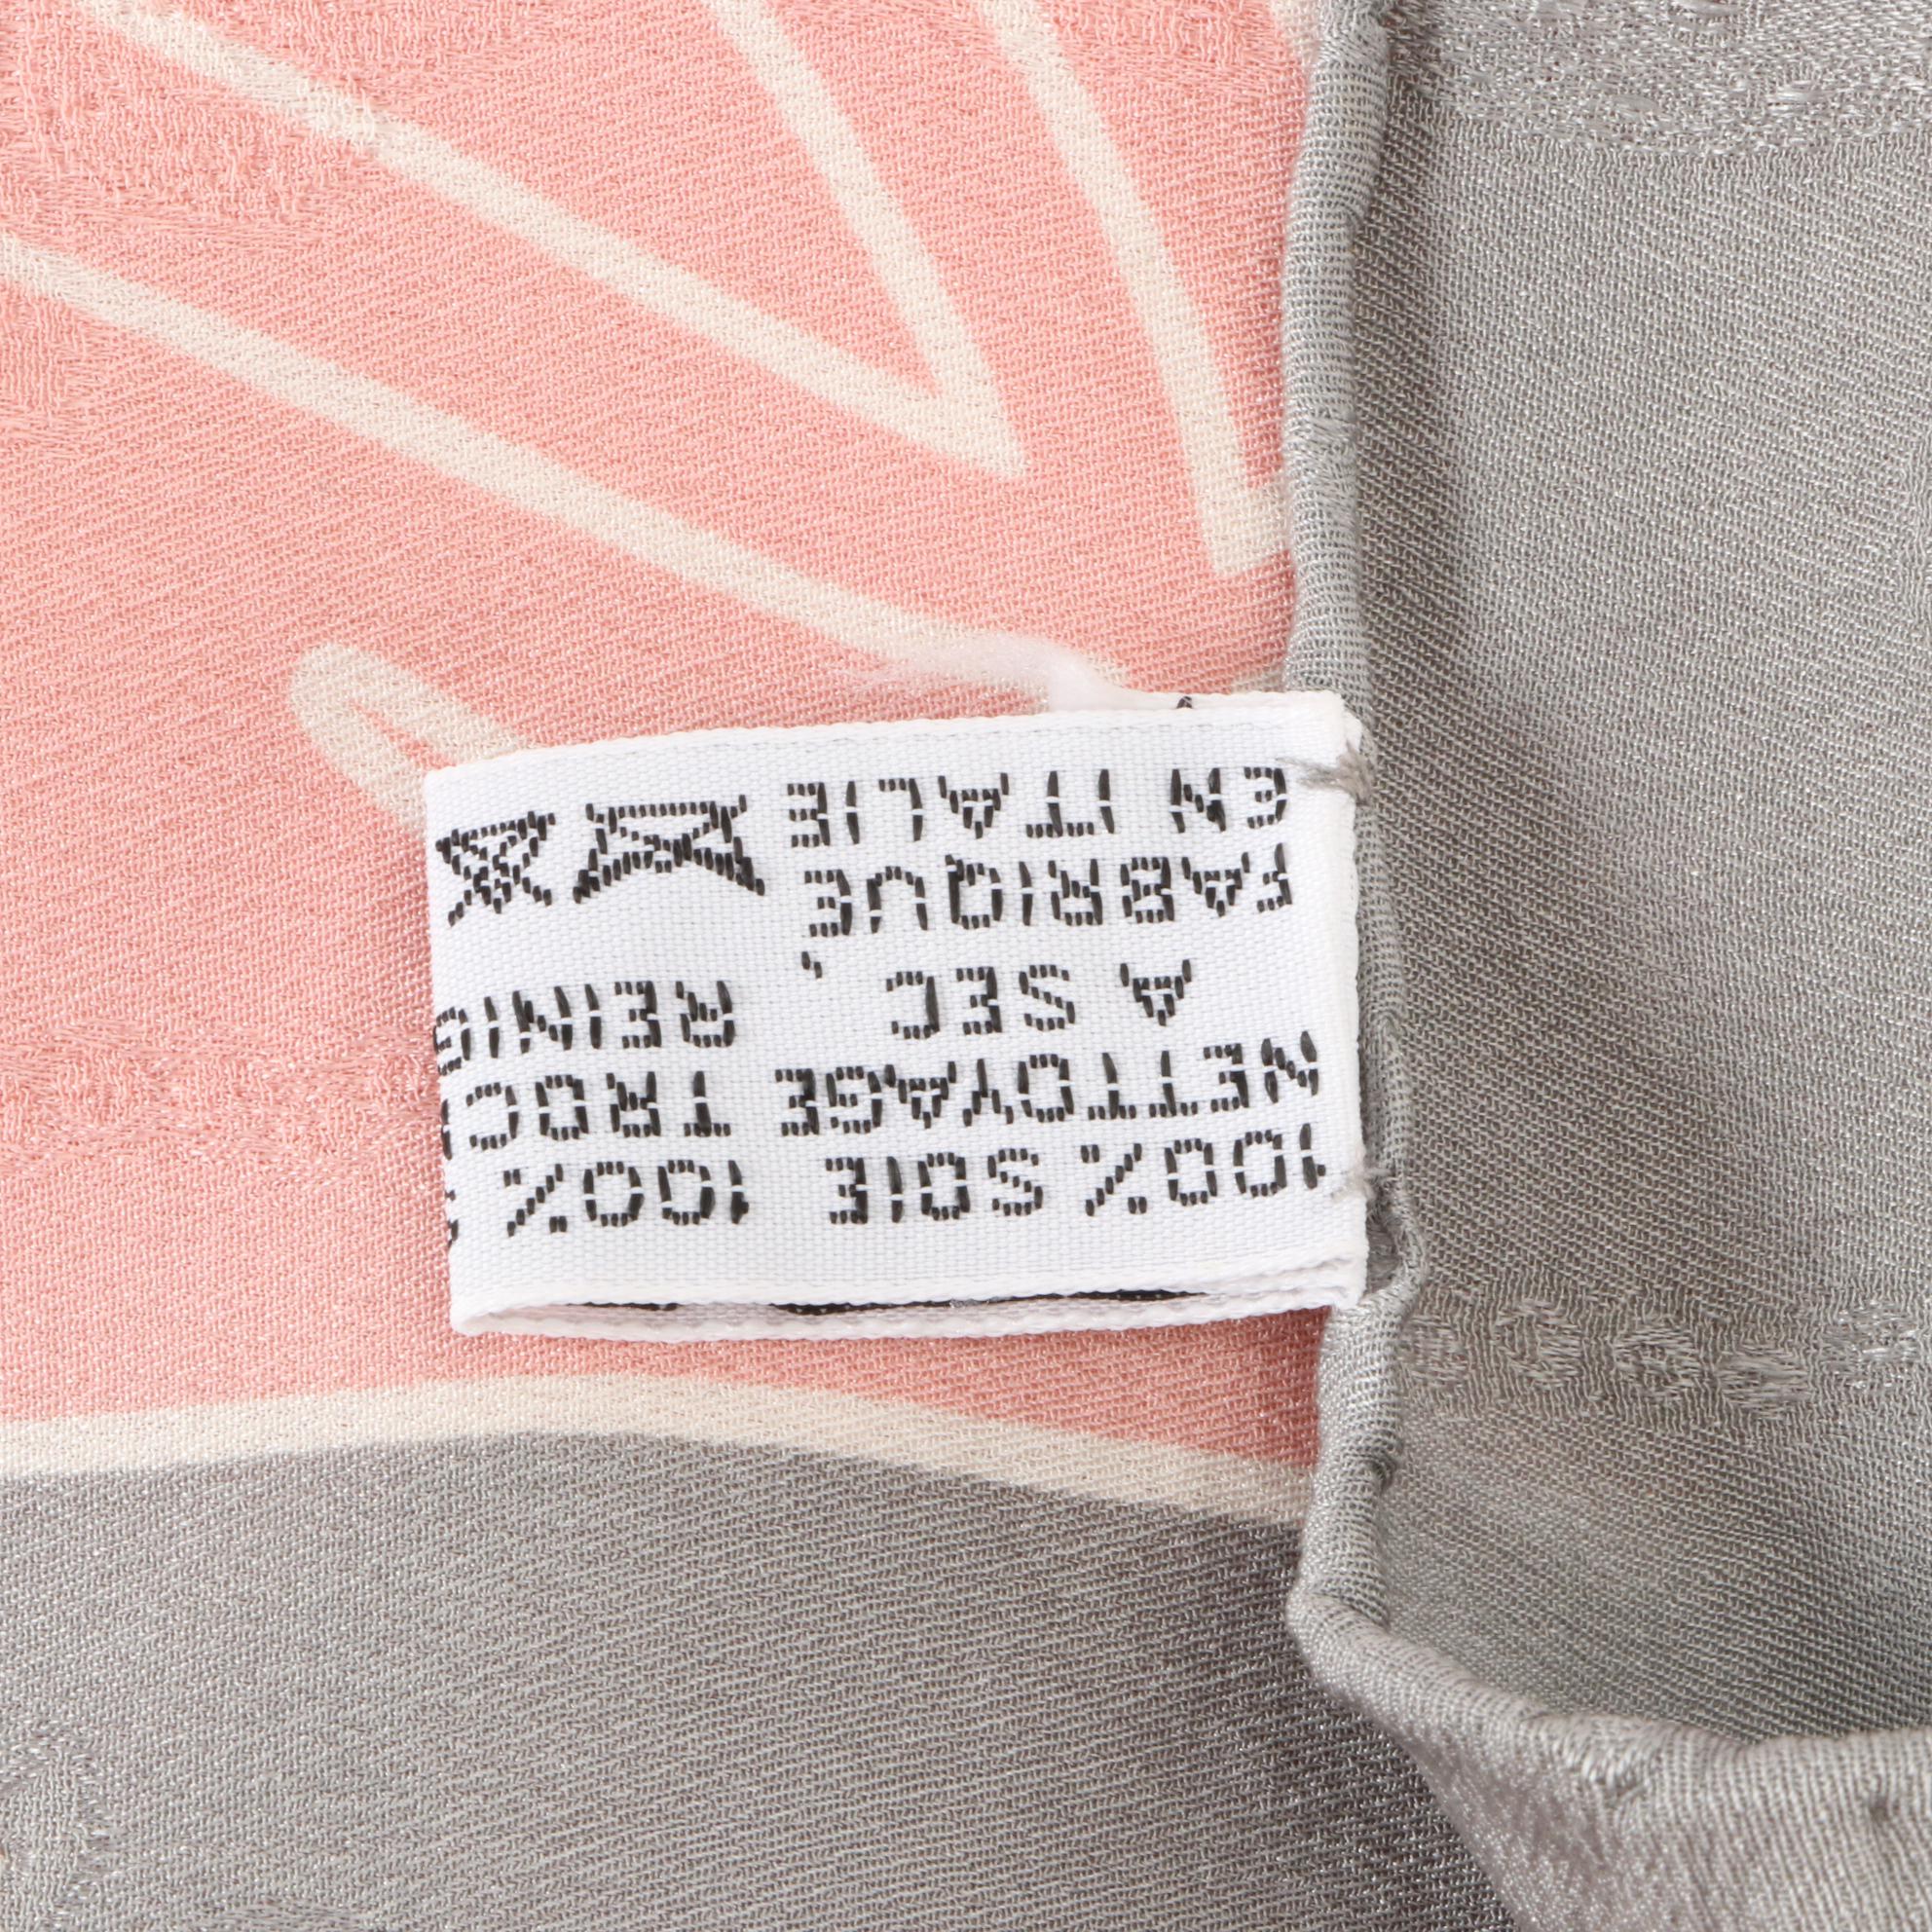 100% SOIE 100%
NETTOYAGE TROC
A SEC, REINIG
FABRIQUE
EN ITALIE